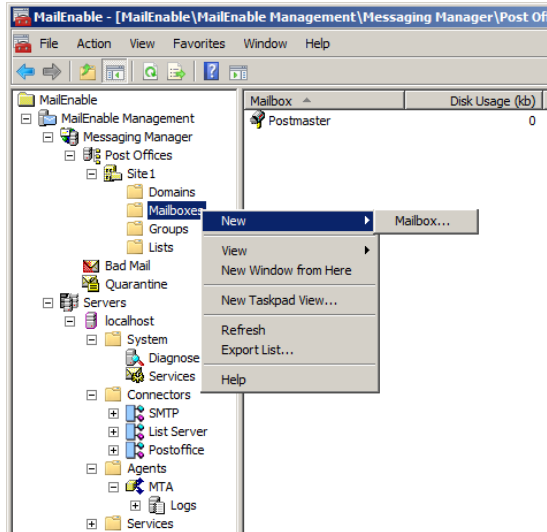 MailEnable - [MailEnable\MailEnable Management\Messaging Manager\Post Of
File Action View Favorites Window Help
MailEnable
MailEnable Management
Messaging Manager
Post Offices
Site1
Domains
Mailboxes
Groups
Lists
Bad Mail
Quarantine
Servers
localhost
System
Diagnose
Services
Connectors
SMTP
List Server
Postoffice
Agents
MTA
Logs
Services
Mailbox Disk Usage (kb)
Postmaster 0
New
View
New Window from Here
New Taskpad View...
Refresh
Export List...
Help
Mailbox...